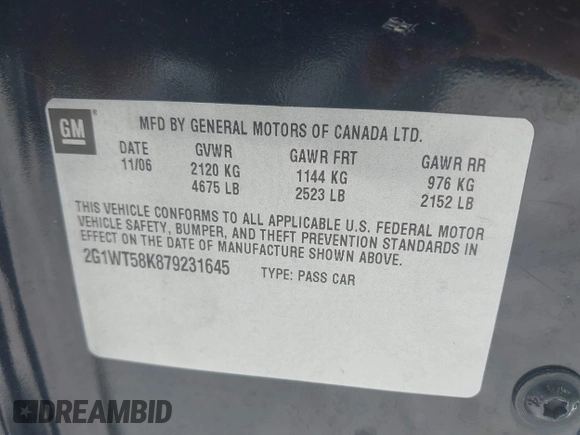 GM ®
MFD BY GENERAL MOTORS OF CANADA LTD.
DATE GVWR GAWR FRT GAWR RR
11/06 2120 KG 1144 KG 976 KG
4675 LB 2523 LB 2152 LB
THIS VEHICLE CONFORMS TO ALL APPLICABLE U.S. FEDERAL MOTOR
VEHICLE SAFETY, BUMPER, AND THEFT PREVENTION STANDARDS IN
EFFECT ON THE DATE OF MANUFACTURE SHOWN ABOVE.
2G1WT58K879231645 TYPE: PASS CAR
DREAMBID